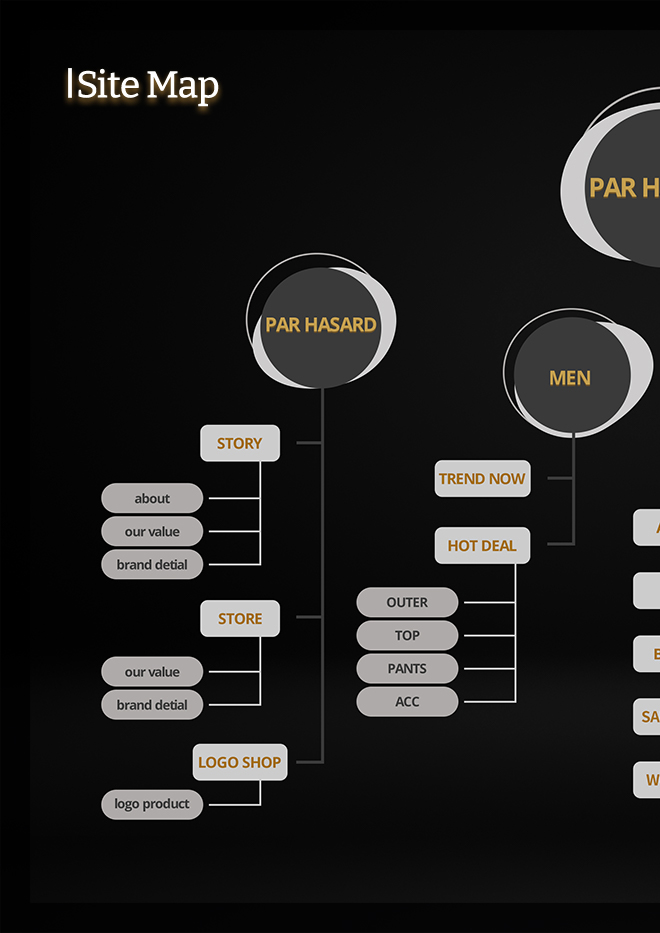 Site Map
PAR H
PAR HASARD
STORY
about
our value
brand detial
STORE
our value
brand detial
LOGO SHOP
logo product
MEN
TREND NOW
HOT DEAL
OUTER
TOP
PANTS
ACC
SA
W